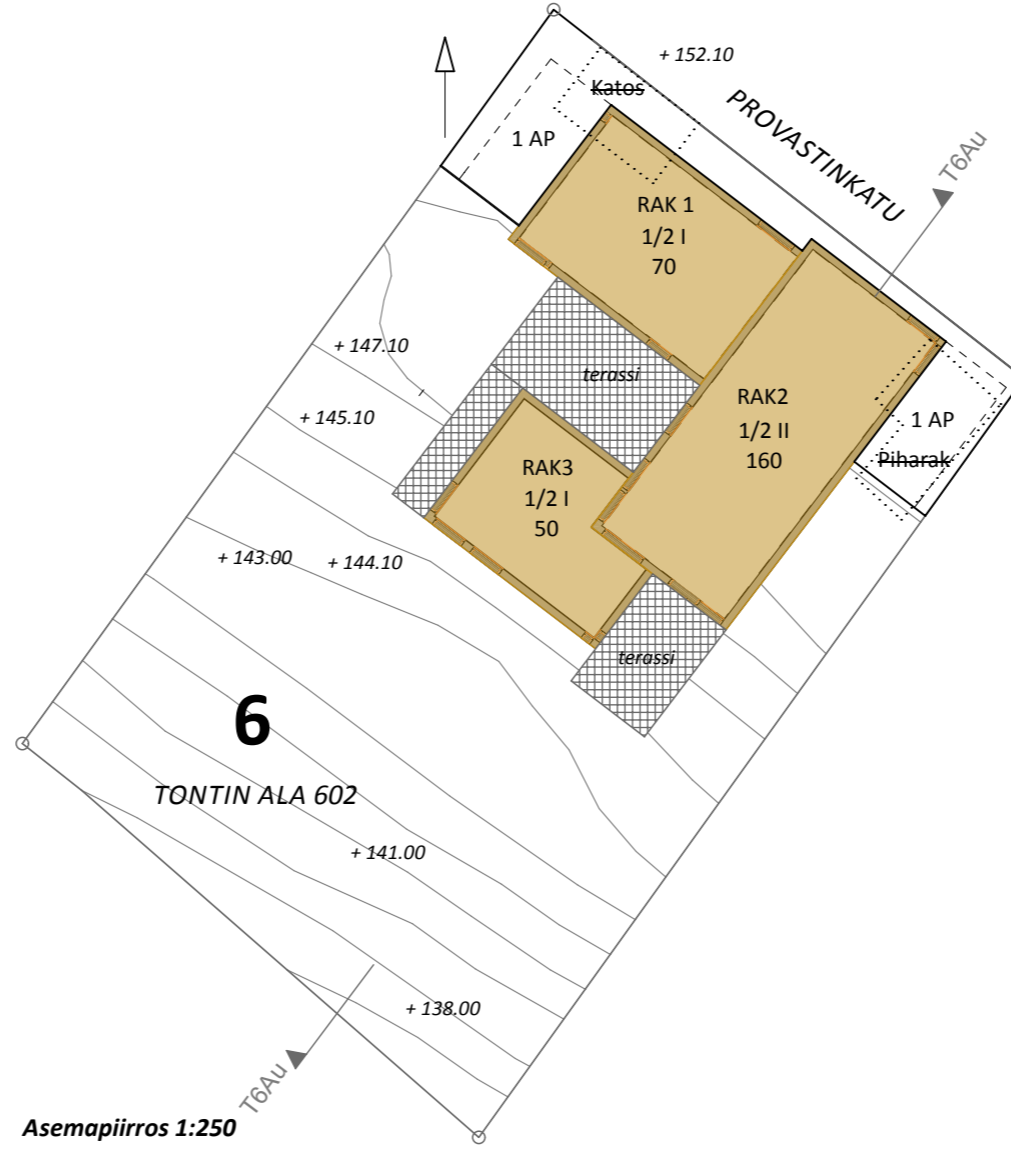 + 152.10
Katos
PROVASTINKATU
1 AP
T6Au
RAK 1
1/2 I
70
+ 147.10
terassi
RAK2
1/2 II
160
1 AP
Piharak
+ 145.10
RAK3
1/2 I
50
+ 143.00
+ 144.10
terassi
6
TONTIN ALA 602
+ 141.00
+ 138.00
T6Au
Asemapiirros 1:250